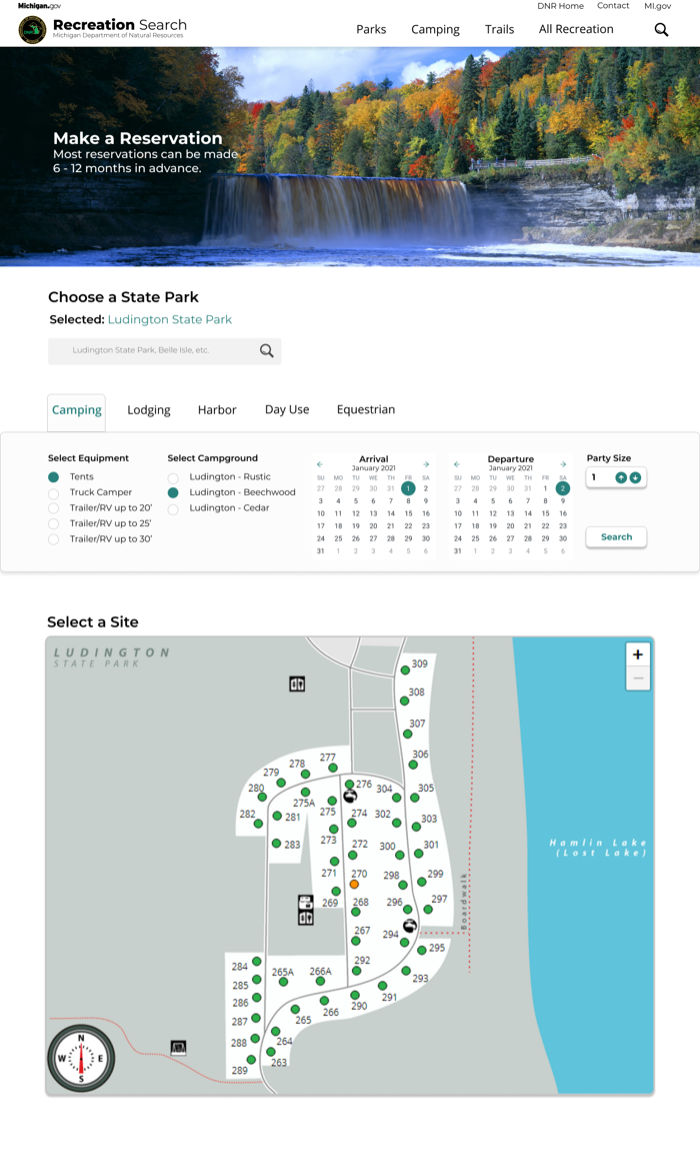 Michigan.gov
DNR Home Contact MI.gov
Recreation Search
Michigan Department of Natural Resources
Parks Camping Trails All Recreation
Make a Reservation
Most reservations can be made
6 - 12 months in advance.
Choose a State Park
Selected: Ludington State Park
Ludington State Park, Belle Isle, etc.
Camping Lodging Harbor Day Use Equestrian
Select Equipment
Tents
Truck Camper
Trailer/RV up to 20'
Trailer/RV up to 25'
Trailer/RV up to 30'
Select Campground
Ludington - Rustic
Ludington - Beechwood
Ludington - Cedar
Arrival
January 2021
SU MO TU WE TH FR SA
27 28 29 30 31 1 2
3 4 5 6 7 8 9
10 11 12 13 14 15 16
17 18 19 20 21 22 23
24 25 26 27 28 29 30
31 1 2 3 4 5 6
Departure
January 2021
SU MO TU WE TH FR SA
27 28 29 30 31 1 2
3 4 5 6 7 8 9
10 11 12 13 14 15 16
17 18 19 20 21 22 23
24 25 26 27 28 29 30
31 1 2 3 4 5 6
Party Size
1
Search
Select a Site
LUDINGTON
STATE PARK
+
−
309
308
307
306
277
278
279
280
276
304
305
275A
282
281
275
274
302
303
273
283
272
300
301
271
270
298
299
269
268
296
297
267
294
295
292
284
265A
266A
293
285
286
291
290
266
287
265
288
264
263
289
Boardwalk
Hamlin Lake
(Lost Lake)
N
W E
S